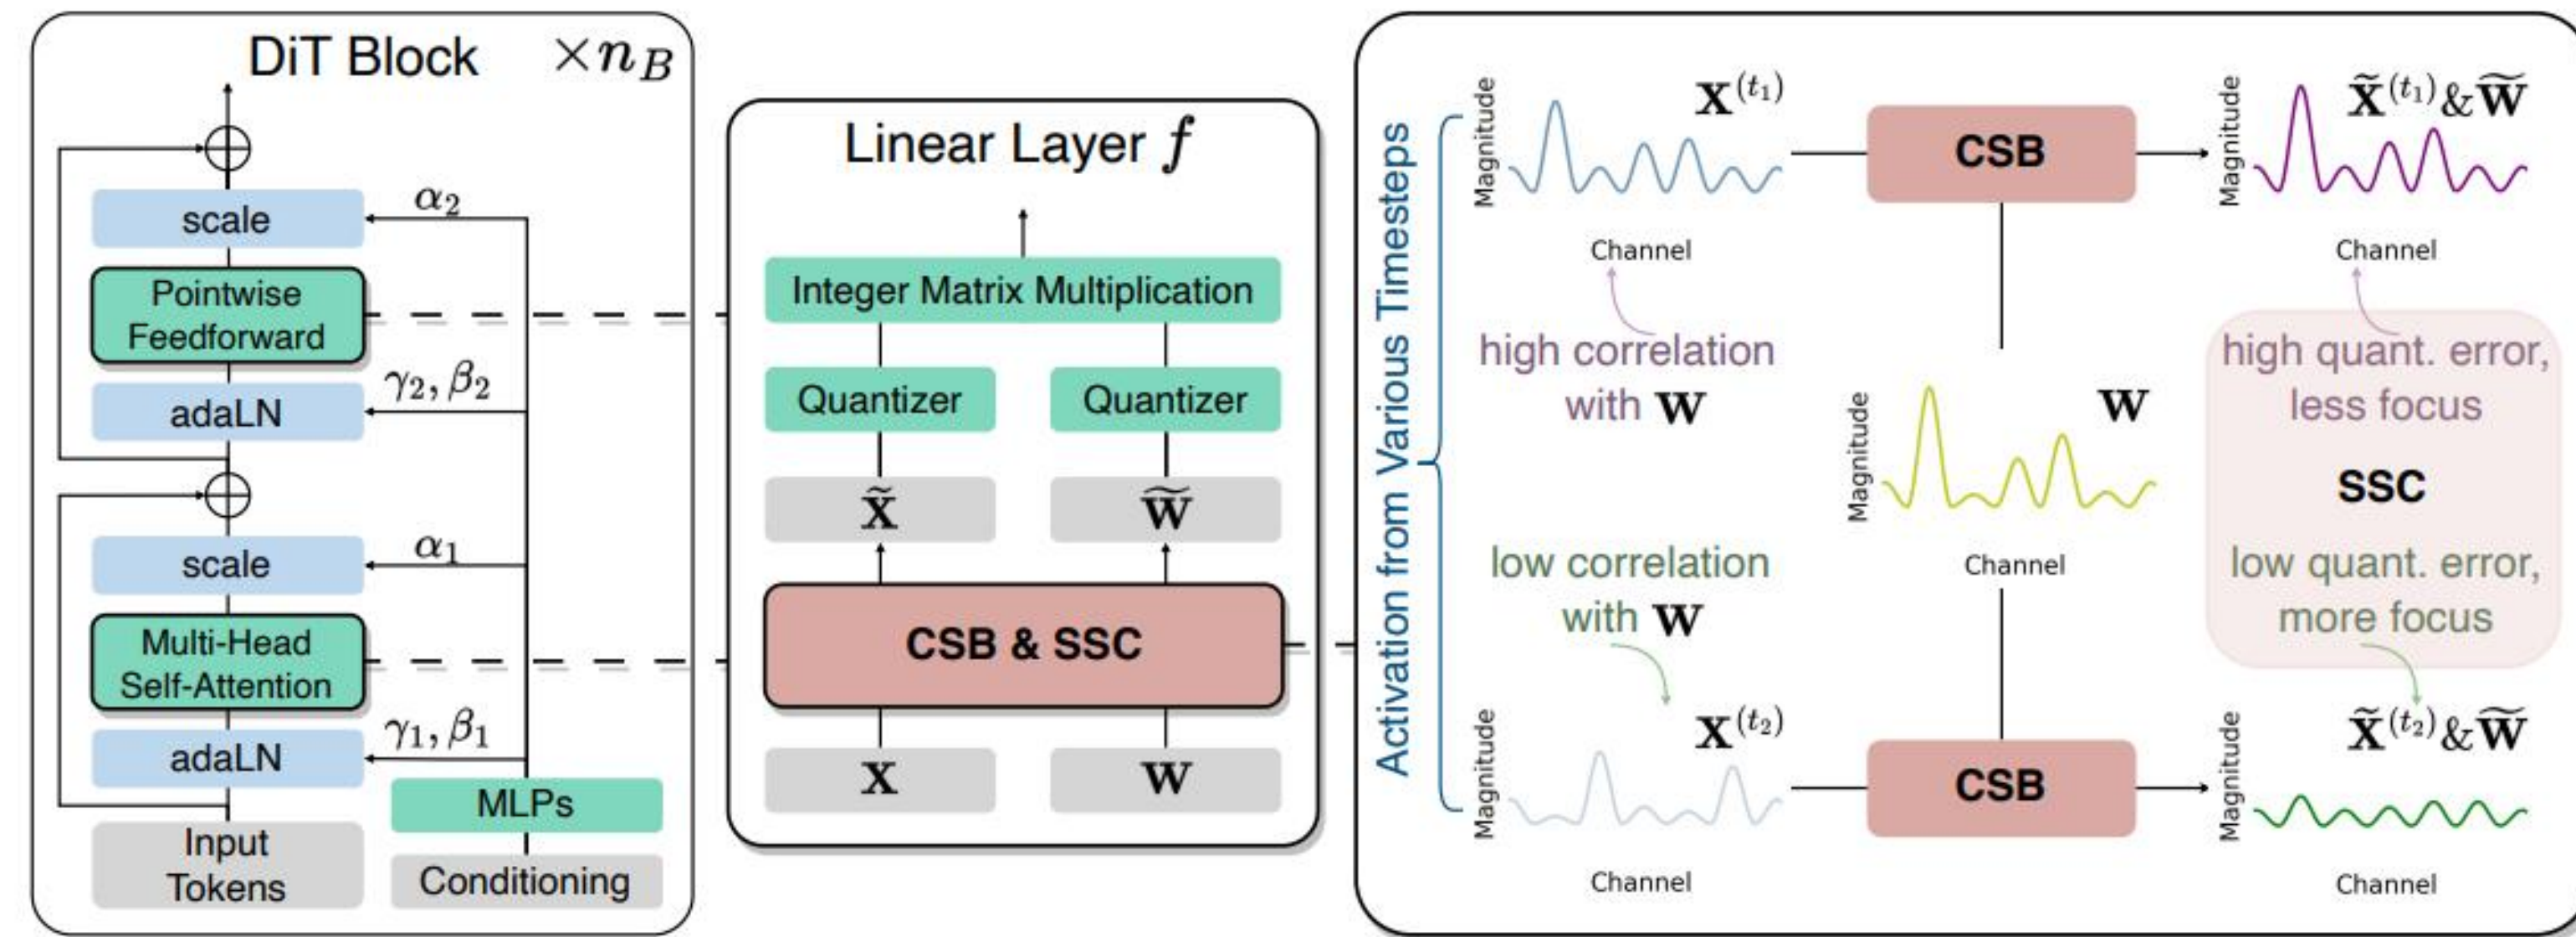 DiT Block ×n_B
scale
α₂
Pointwise
Feedforward
γ₂, β₂
adaLN
scale
α₁
Multi-Head
Self-Attention
γ₁, β₁
adaLN
MLPs
Input
Tokens
Conditioning
Linear Layer f
Integer Matrix Multiplication
Quantizer
Quantizer
X̃
W̃
CSB & SSC
X
W
Activation from Various Timesteps
Magnitude
X^(t₁)
Channel
CSB
Magnitude
X̃^(t₁)&W̃
Channel
high correlation
with W
Magnitude
W
Channel
high quant. error,
less focus
SSC
low quant. error,
more focus
low correlation
with W
Magnitude
X^(t₂)
Channel
CSB
Magnitude
X̃^(t₂)&W̃
Channel